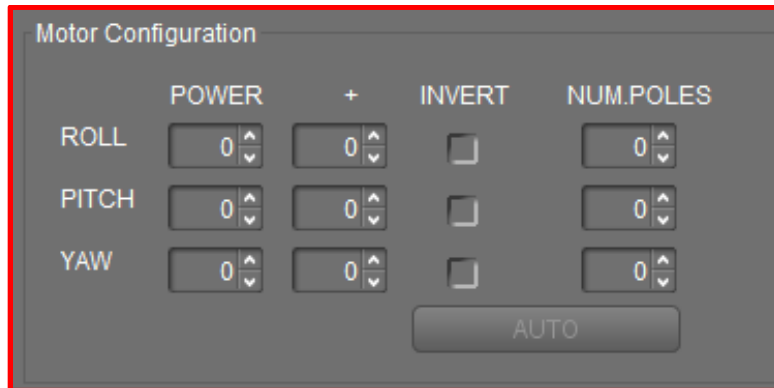 Motor Configuration
POWER + INVERT NUM.POLES
ROLL 0 0 0
PITCH 0 0 0
YAW 0 0 0
AUTO